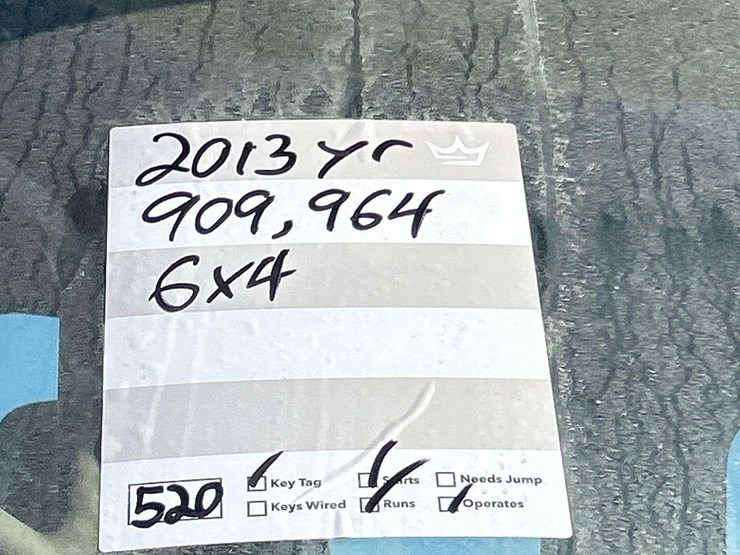 2013 yr
909,964
6x4
Key Tag Starts Needs Jump
520 Keys Wired Runs Operates